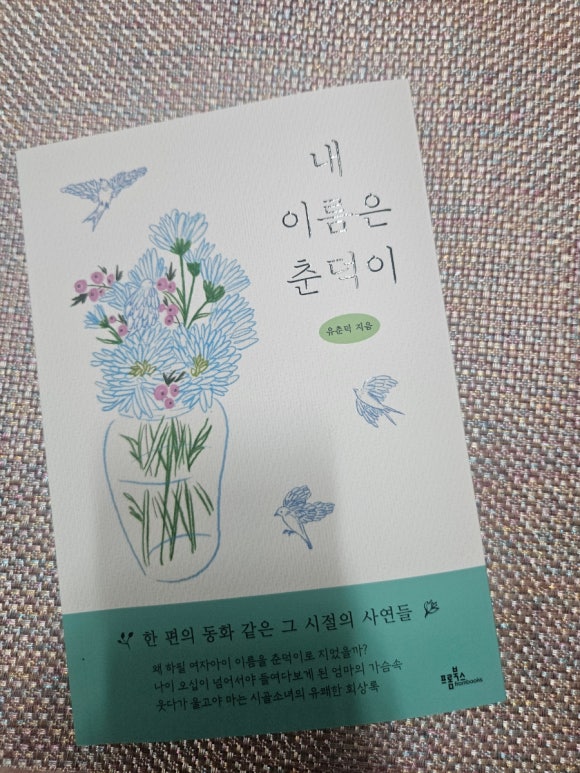 내
이름은
춘덕이
유춘덕 지음
한 편의 동화 같은 그 시절의 사연들
왜 하필 여자아이 이름을 춘덕이로 지었을까?
나이 오십이 넘어서야 들여다보게 된 엄마의 가슴속
웃다가 울고야 마는 시골소녀의 유쾌한 회상록
프롬북스
frombooks